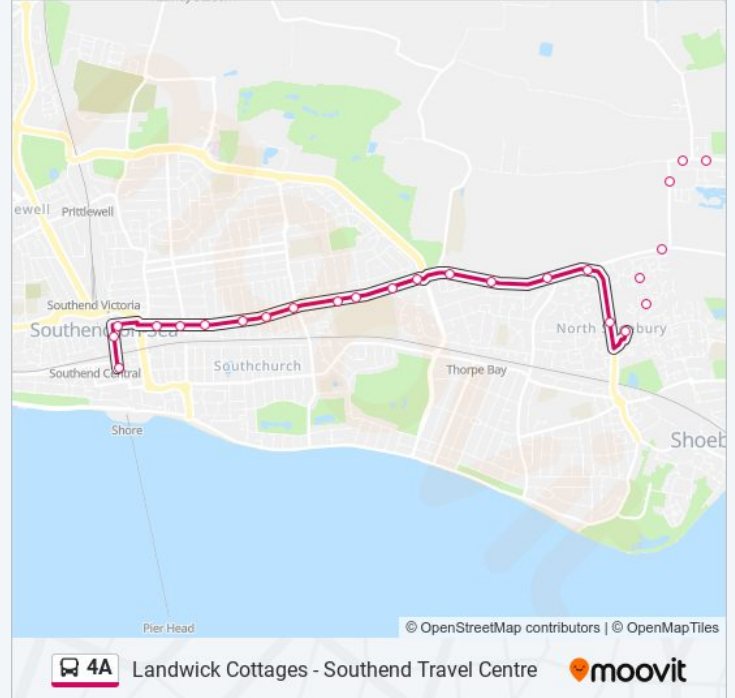 ewell
Prittlewell
Southend Victoria
Southend on Sea
Southend Central
Southchurch
Thorpe Bay
North Shoebury
Shoeb
Shore
Pier Head
© OpenStreetMap contributors | © OpenMapTiles
4A Landwick Cottages - Southend Travel Centre moovit